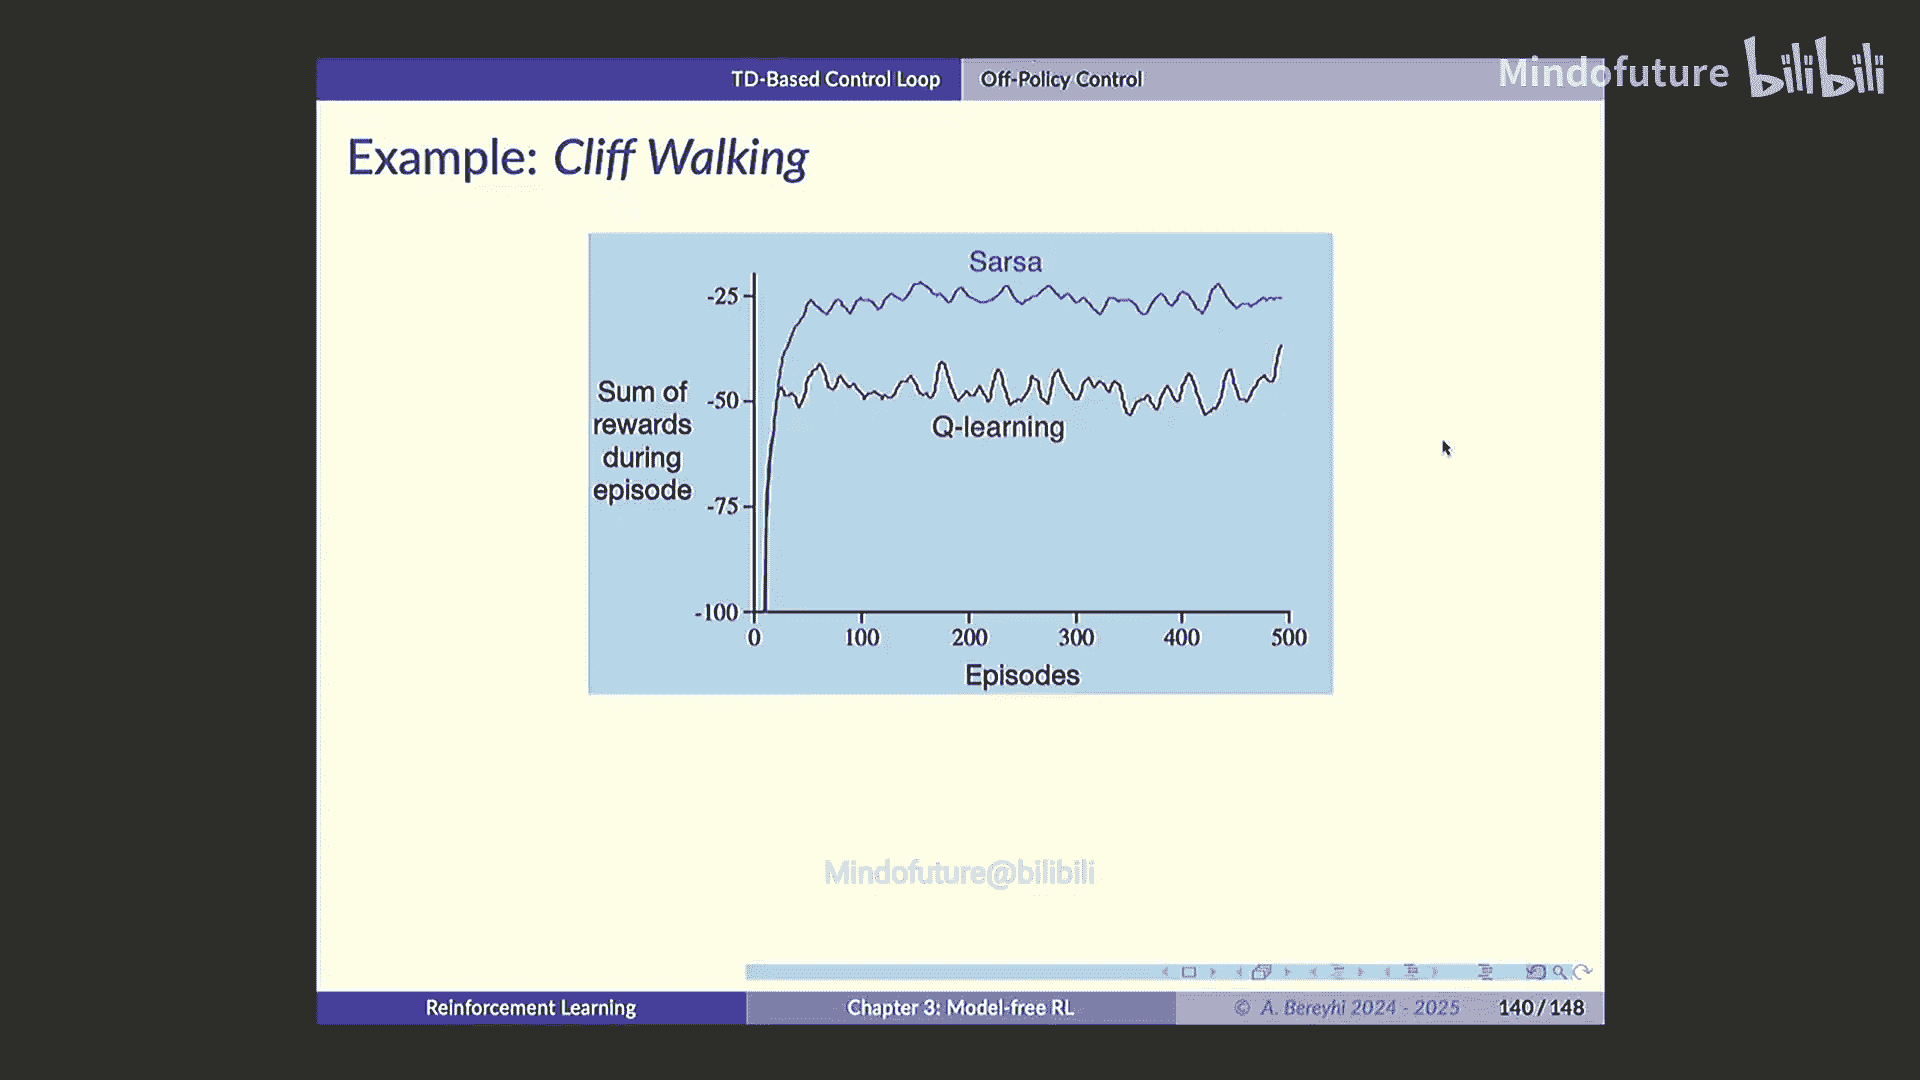 TD-Based Control Loop Off-Policy Control
Mindofuture bilibili
Example: Cliff Walking
Sarsa
-25
-50
-75
-100
Sum of
rewards
during
episode
Q-learning
0 100 200 300 400 500
Episodes
Mindofuture@bilibili
Reinforcement Learning Chapter 3: Model-free RL © A. Bereyhi 2024 - 2025 140 / 148